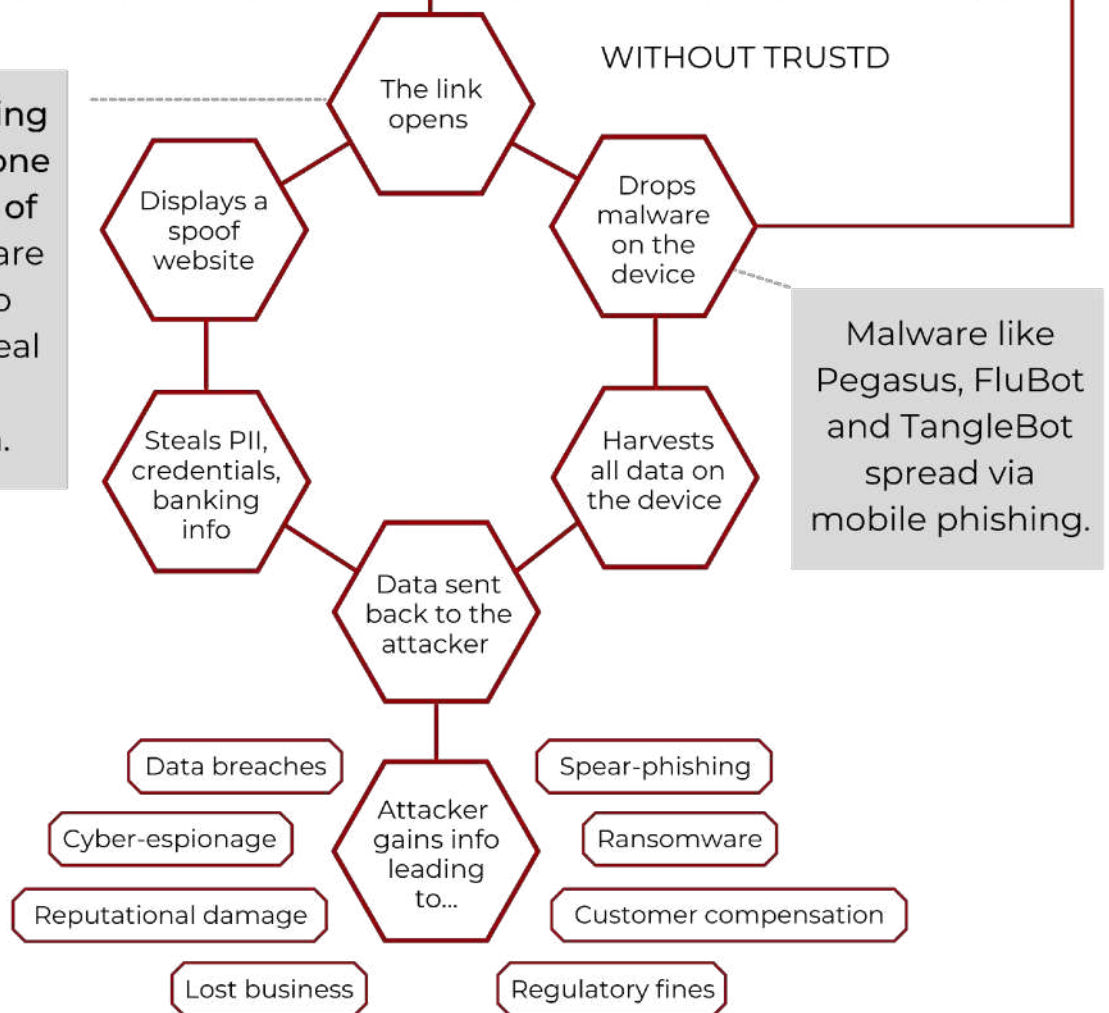 WITHOUT TRUSTD
The link
opens
one
of
are
Displays a
spoof
website
Drops
malware
on the
device
Malware like
Pegasus, FluBot
and TangleBot
spread via
mobile phishing.
Steals PII,
credentials,
banking
info
Harvests
all data on
the device
Data sent
back to the
attacker
Attacker
gains info
leading
to...
Data breaches
Spear-phishing
Cyber-espionage
Ransomware
Reputational damage
Customer compensation
Lost business
Regulatory fines